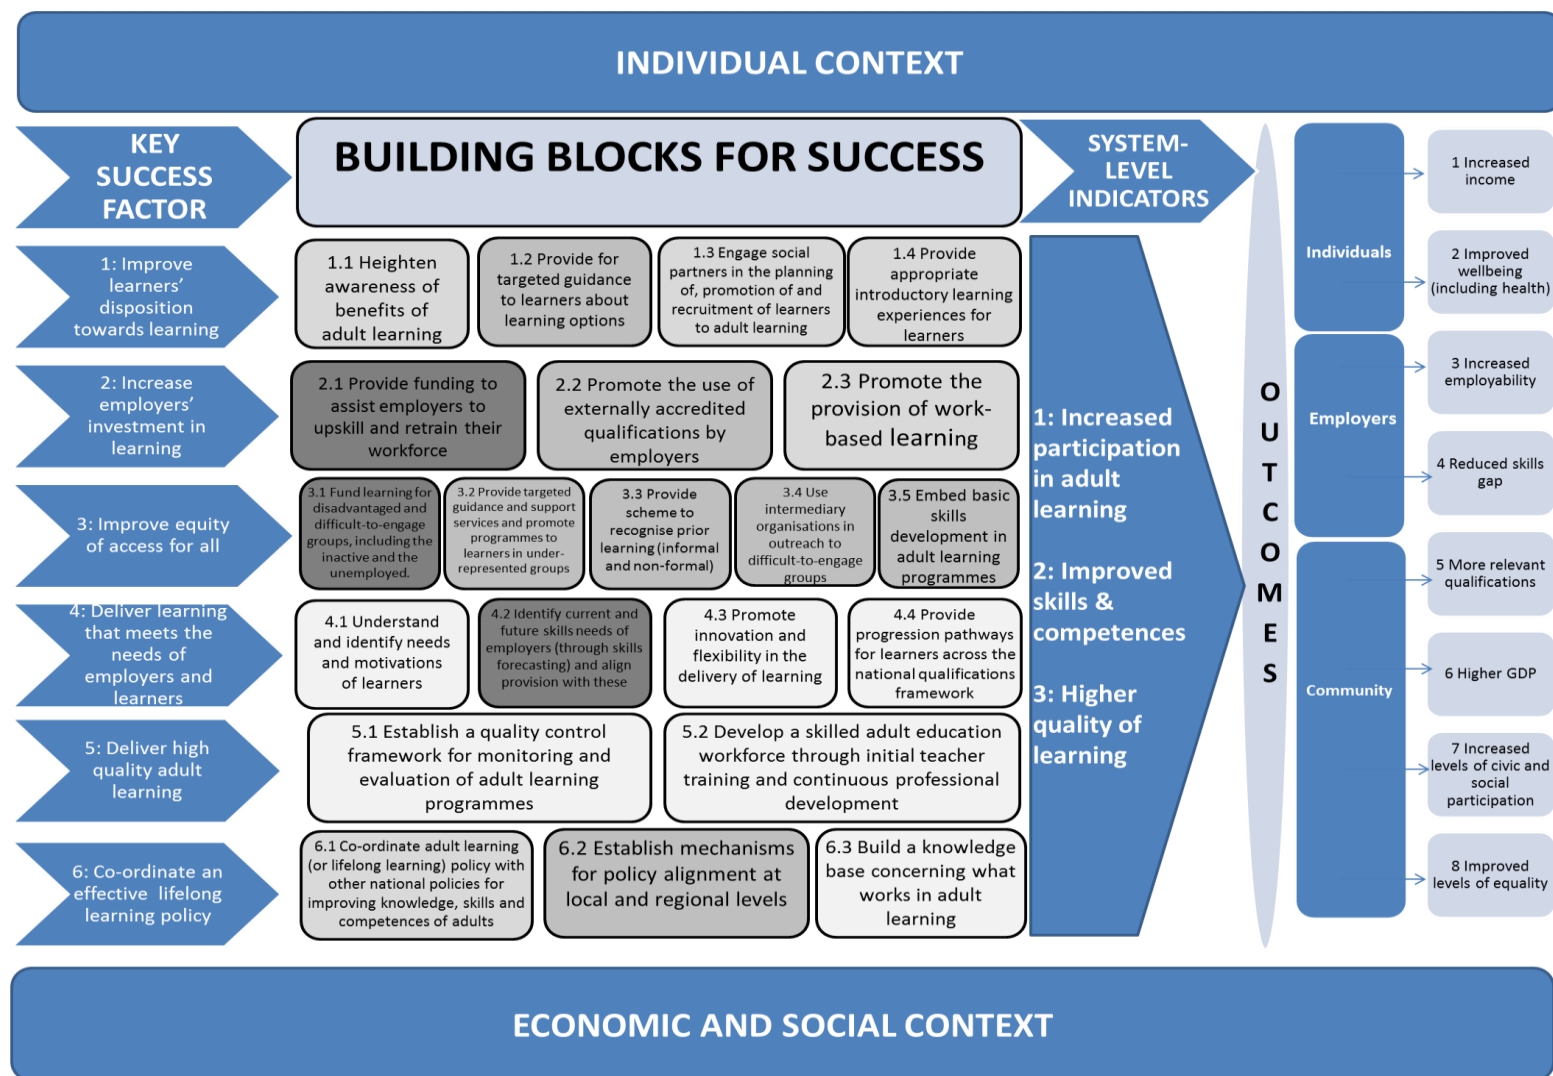 INDIVIDUAL CONTEXT
KEY
SUCCESS
FACTOR
BUILDING BLOCKS FOR SUCCESS
SYSTEM-
LEVEL
INDICATORS
1: Improve
learners’
disposition
towards learning
1.1 Heighten
awareness of
benefits of
adult learning
1.2 Provide for
targeted guidance
to learners about
learning options
1.3 Engage social
partners in the planning
of, promotion of and
recruitment of learners
to adult learning
1.4 Provide
appropriate
introductory learning
experiences for
learners
2: Increase
employers’
investment in
learning
2.1 Provide funding to
assist employers to
upskill and retrain their
workforce
2.2 Promote the use of
externally accredited
qualifications by
employers
2.3 Promote the
provision of work-
based learning
3: Improve equity
of access for all
3.1 Fund learning for
disadvantaged and
difficult-to-engage
groups, including the
inactive and the
unemployed.
3.2 Provide targeted
guidance and support
services and promote
programmes to
learners in under-
represented groups
3.3 Provide
scheme to
recognise prior
learning (informal
and non-formal)
3.4 Use
intermediary
organisations in
outreach to
difficult-to-engage
groups
3.5 Embed basic
skills
development in
adult learning
programmes
4: Deliver learning
that meets the
needs of
employers and
learners
4.1 Understand
and identify needs
and motivations
of learners
4.2 Identify current and
future skills needs of
employers (through skills
forecasting) and align
provision with these
4.3 Promote
innovation and
flexibility in the
delivery of learning
4.4 Provide
progression pathways
for learners across the
national qualifications
framework
5: Deliver high
quality adult
learning
5.1 Establish a quality control
framework for monitoring and
evaluation of adult learning
programmes
5.2 Develop a skilled adult education
workforce through initial teacher
training and continuous professional
development
6: Co-ordinate an
effective lifelong
learning policy
6.1 Co-ordinate adult learning
(or lifelong learning) policy with
other national policies for
improving knowledge, skills and
competences of adults
6.2 Establish mechanisms
for policy alignment at
local and regional levels
6.3 Build a knowledge
base concerning what
works in adult
learning
1: Increased
participation
in adult
learning
2: Improved
skills &
competences
3: Higher
quality of
learning
OUTCOMES
Individuals
1 Increased
income
2 Improved
wellbeing
(including health)
Employers
3 Increased
employability
4 Reduced skills
gap
Community
5 More relevant
qualifications
6 Higher GDP
7 Increased
levels of civic and
social
participation
8 Improved
levels of equality
ECONOMIC AND SOCIAL CONTEXT